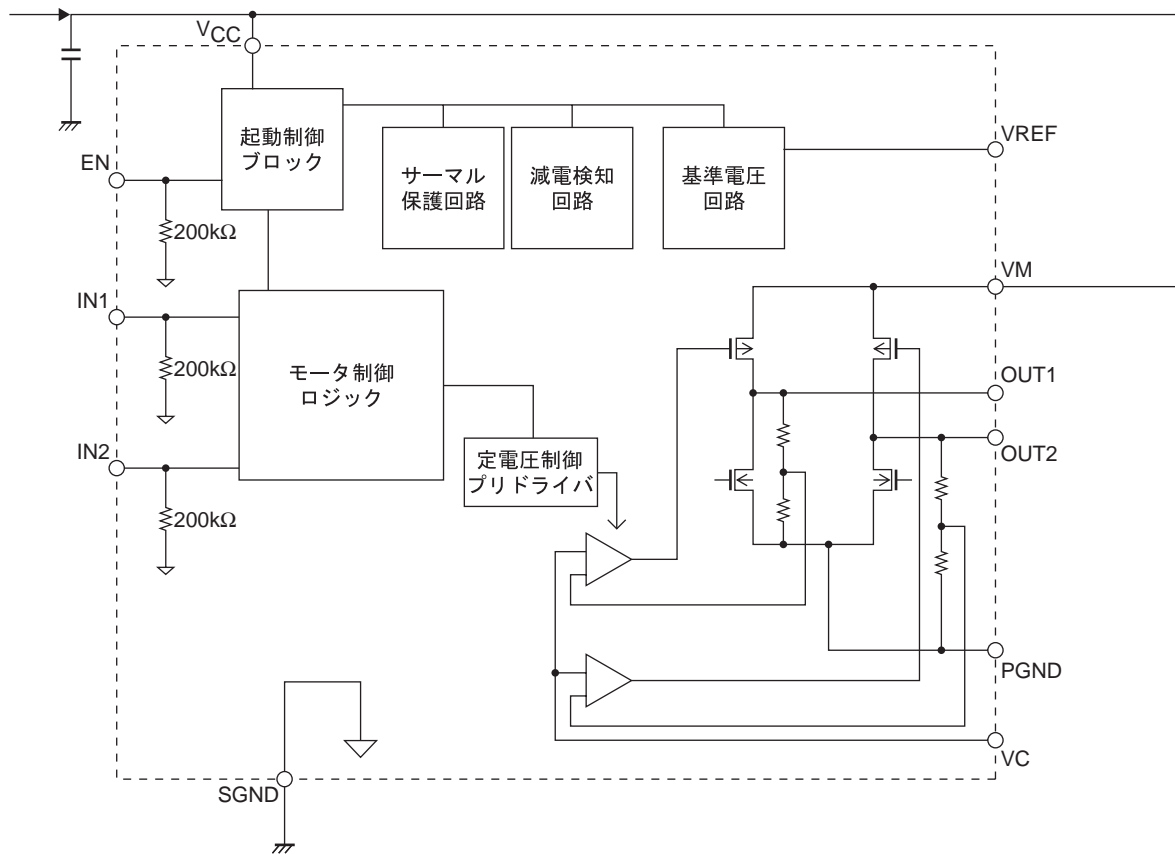 VCC
起動制御
ブロック
サーマル
保護回路
減電検知
回路
基準電圧
回路
VREF
EN
200kΩ
VM
IN1
200kΩ
モータ制御
ロジック
OUT1
OUT2
IN2
200kΩ
定電圧制御
プリドライバ
PGND
VC
SGND